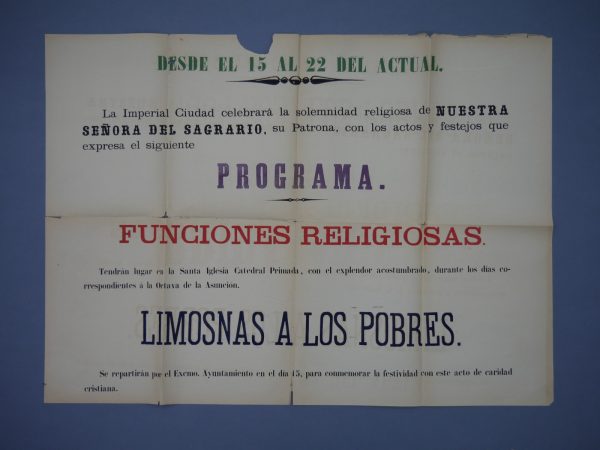 DESDE EL 15 AL 22 DEL ACTUAL.
La Imperial Ciudad celebrará la solemnidad religiosa de NUESTRA
SEÑORA DEL SAGRARIO, su Patrona, con los actos y festejos que
expresa el siguiente
PROGRAMA.
FUNCIONES RELIGIOSAS.
Tendrán lugar en la Santa Iglesia Catedral Primada, con el explendor acostumbrado, durante los dias co-
rrespondientes á la Octava de la Asunción.
LIMOSNAS A LOS POBRES.
Se repartirán por el Excmo. Ayuntamiento en el día 15, para conmemorar la festividad con este acto de caridad
cristiana.